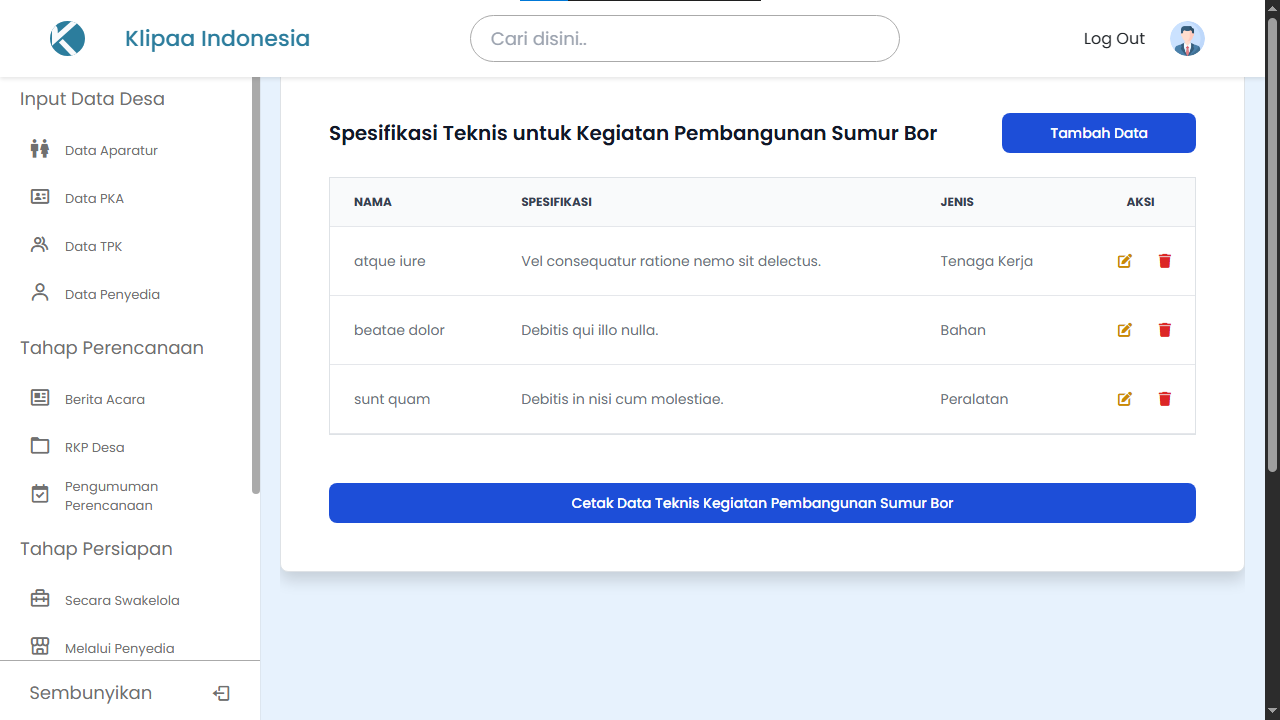 Klipaa Indonesia
Cari disini..
Log Out
Input Data Desa
Data Aparatur
Data PKA
Data TPK
Data Penyedia
Tahap Perencanaan
Berita Acara
RKP Desa
Pengumuman
Perencanaan
Tahap Persiapan
Secara Swakelola
Melalui Penyedia
Sembunyikan
Spesifikasi Teknis untuk Kegiatan Pembangunan Sumur Bor
Tambah Data
NAMA SPESIFIKASI JENIS AKSI
atque iure Vel consequatur ratione nemo sit delectus. Tenaga Kerja
beatae dolor Debitis qui illo nulla. Bahan
sunt quam Debitis in nisi cum molestiae. Peralatan
Cetak Data Teknis Kegiatan Pembangunan Sumur Bor